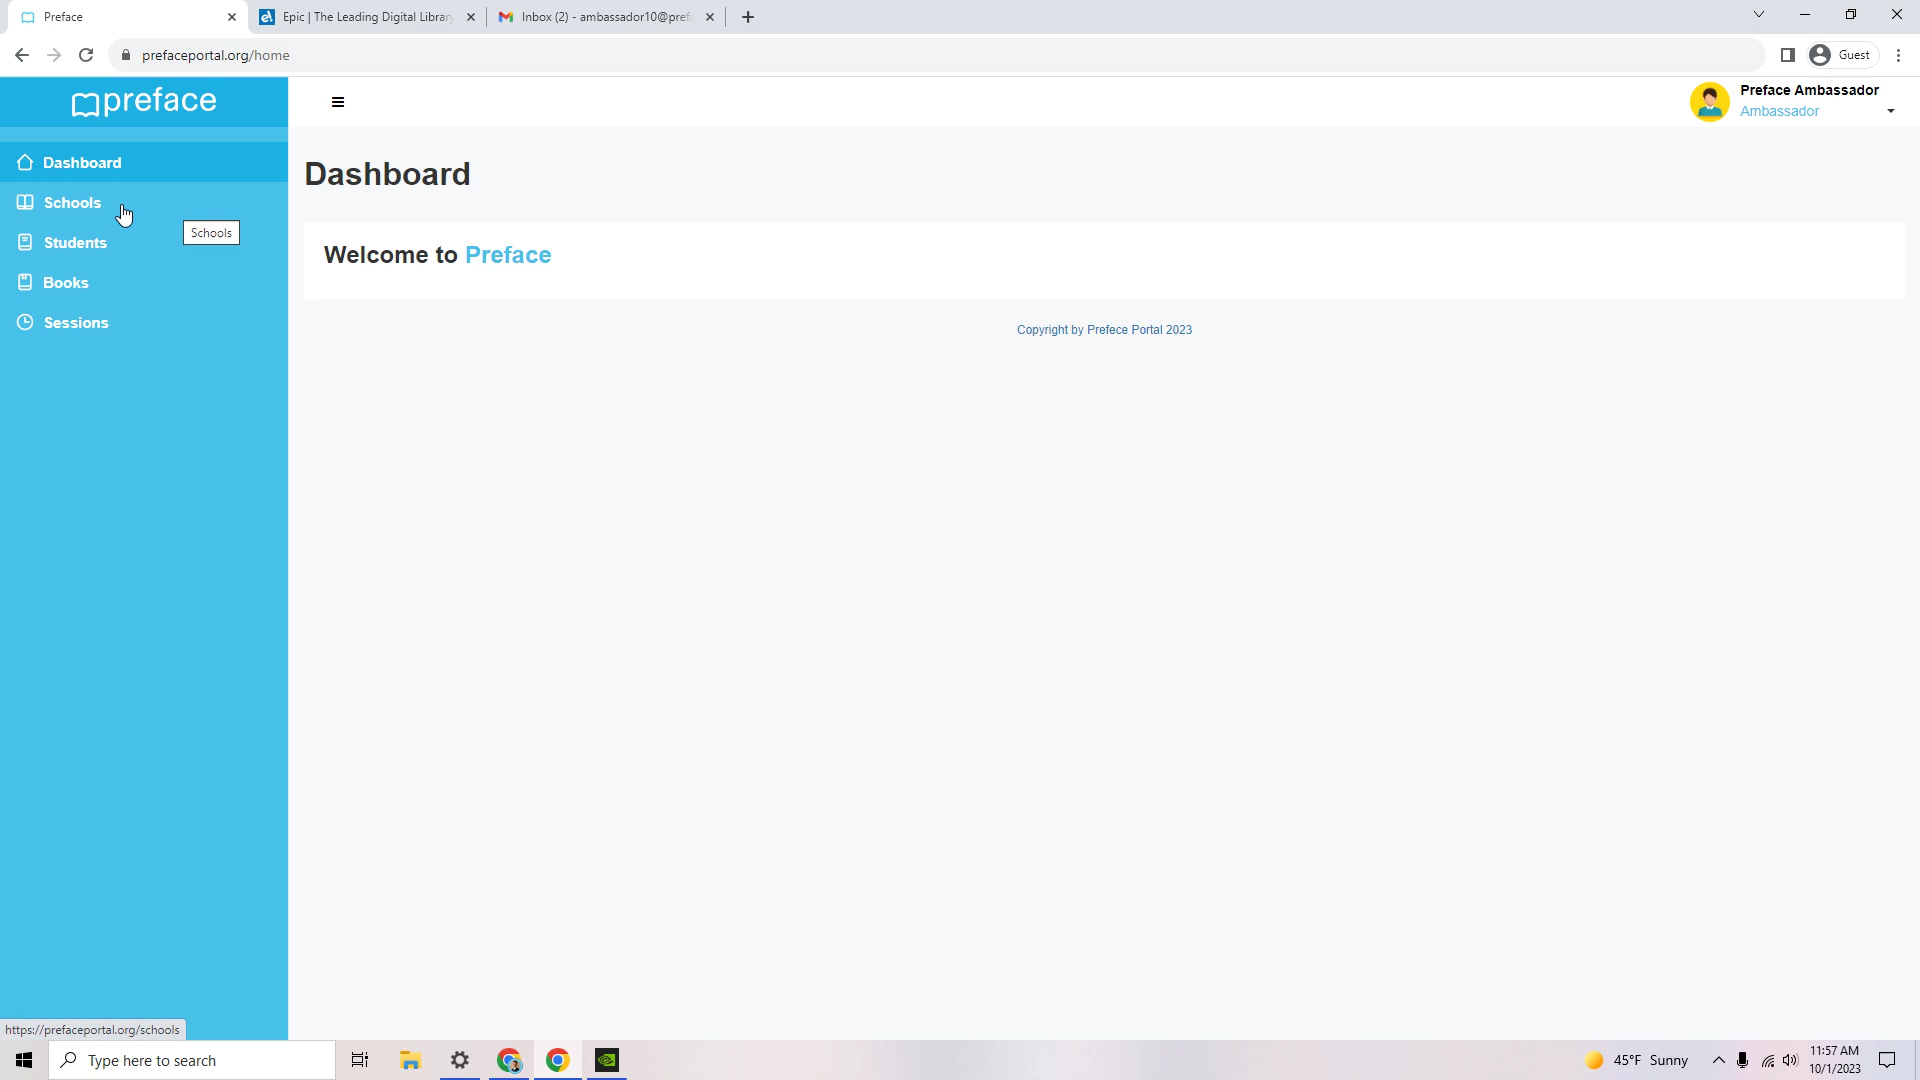 Preface
Epic | The Leading Digital Library
Inbox (2) - ambassador10@pref
prefaceportal.org/home
Guest
preface
Preface Ambassador
Ambassador
Dashboard
Schools
Schools
Students
Books
Sessions
Dashboard
Welcome to Preface
Copyright by Prefece Portal 2023
https://prefaceportal.org/schools
Type here to search
45°F Sunny
11:57 AM
10/1/2023